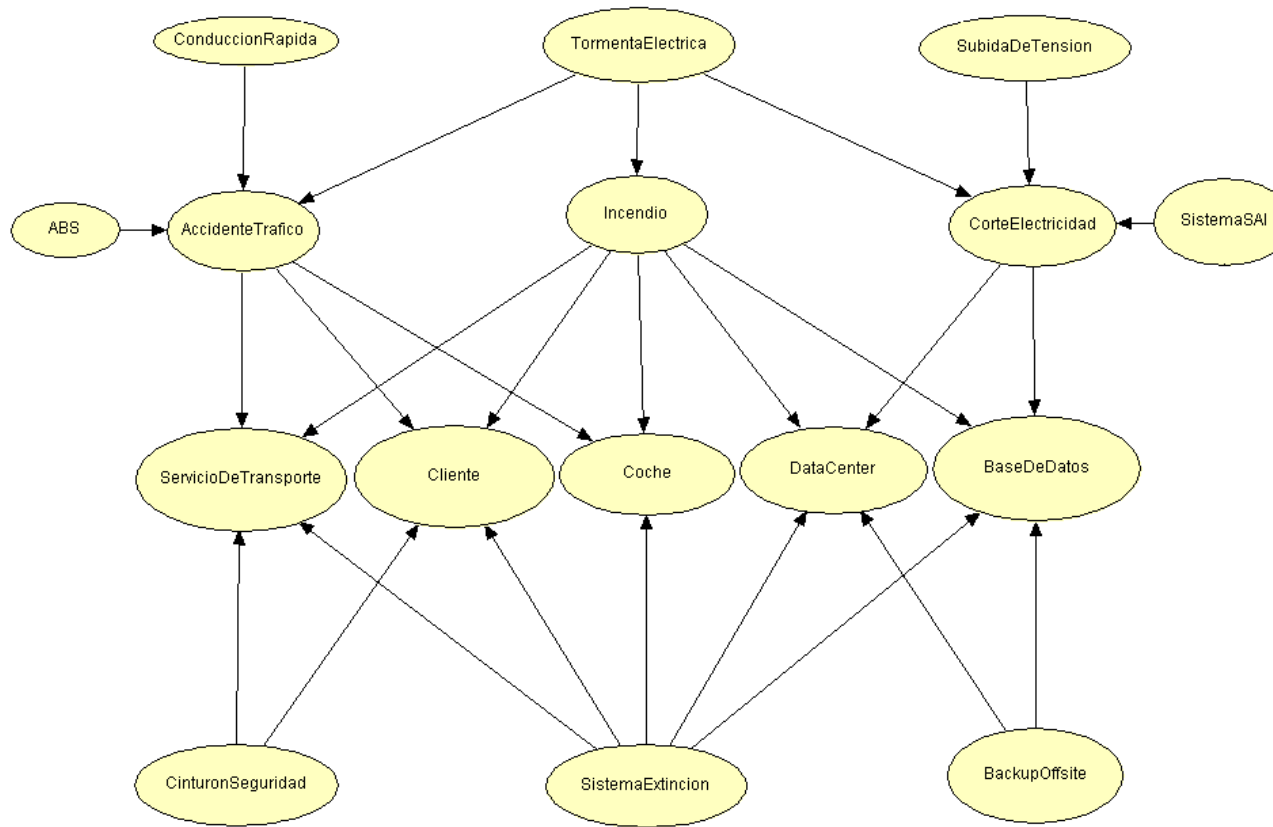 ConduccionRapida
TormentaElectrica
SubidaDeTension
ABS
AccidenteTrafico
Incendio
CorteElectricidad
SistemaSAI
ServicioDeTransporte
Cliente
Coche
DataCenter
BaseDeDatos
CinturonSeguridad
SistemaExtincion
BackupOffsite